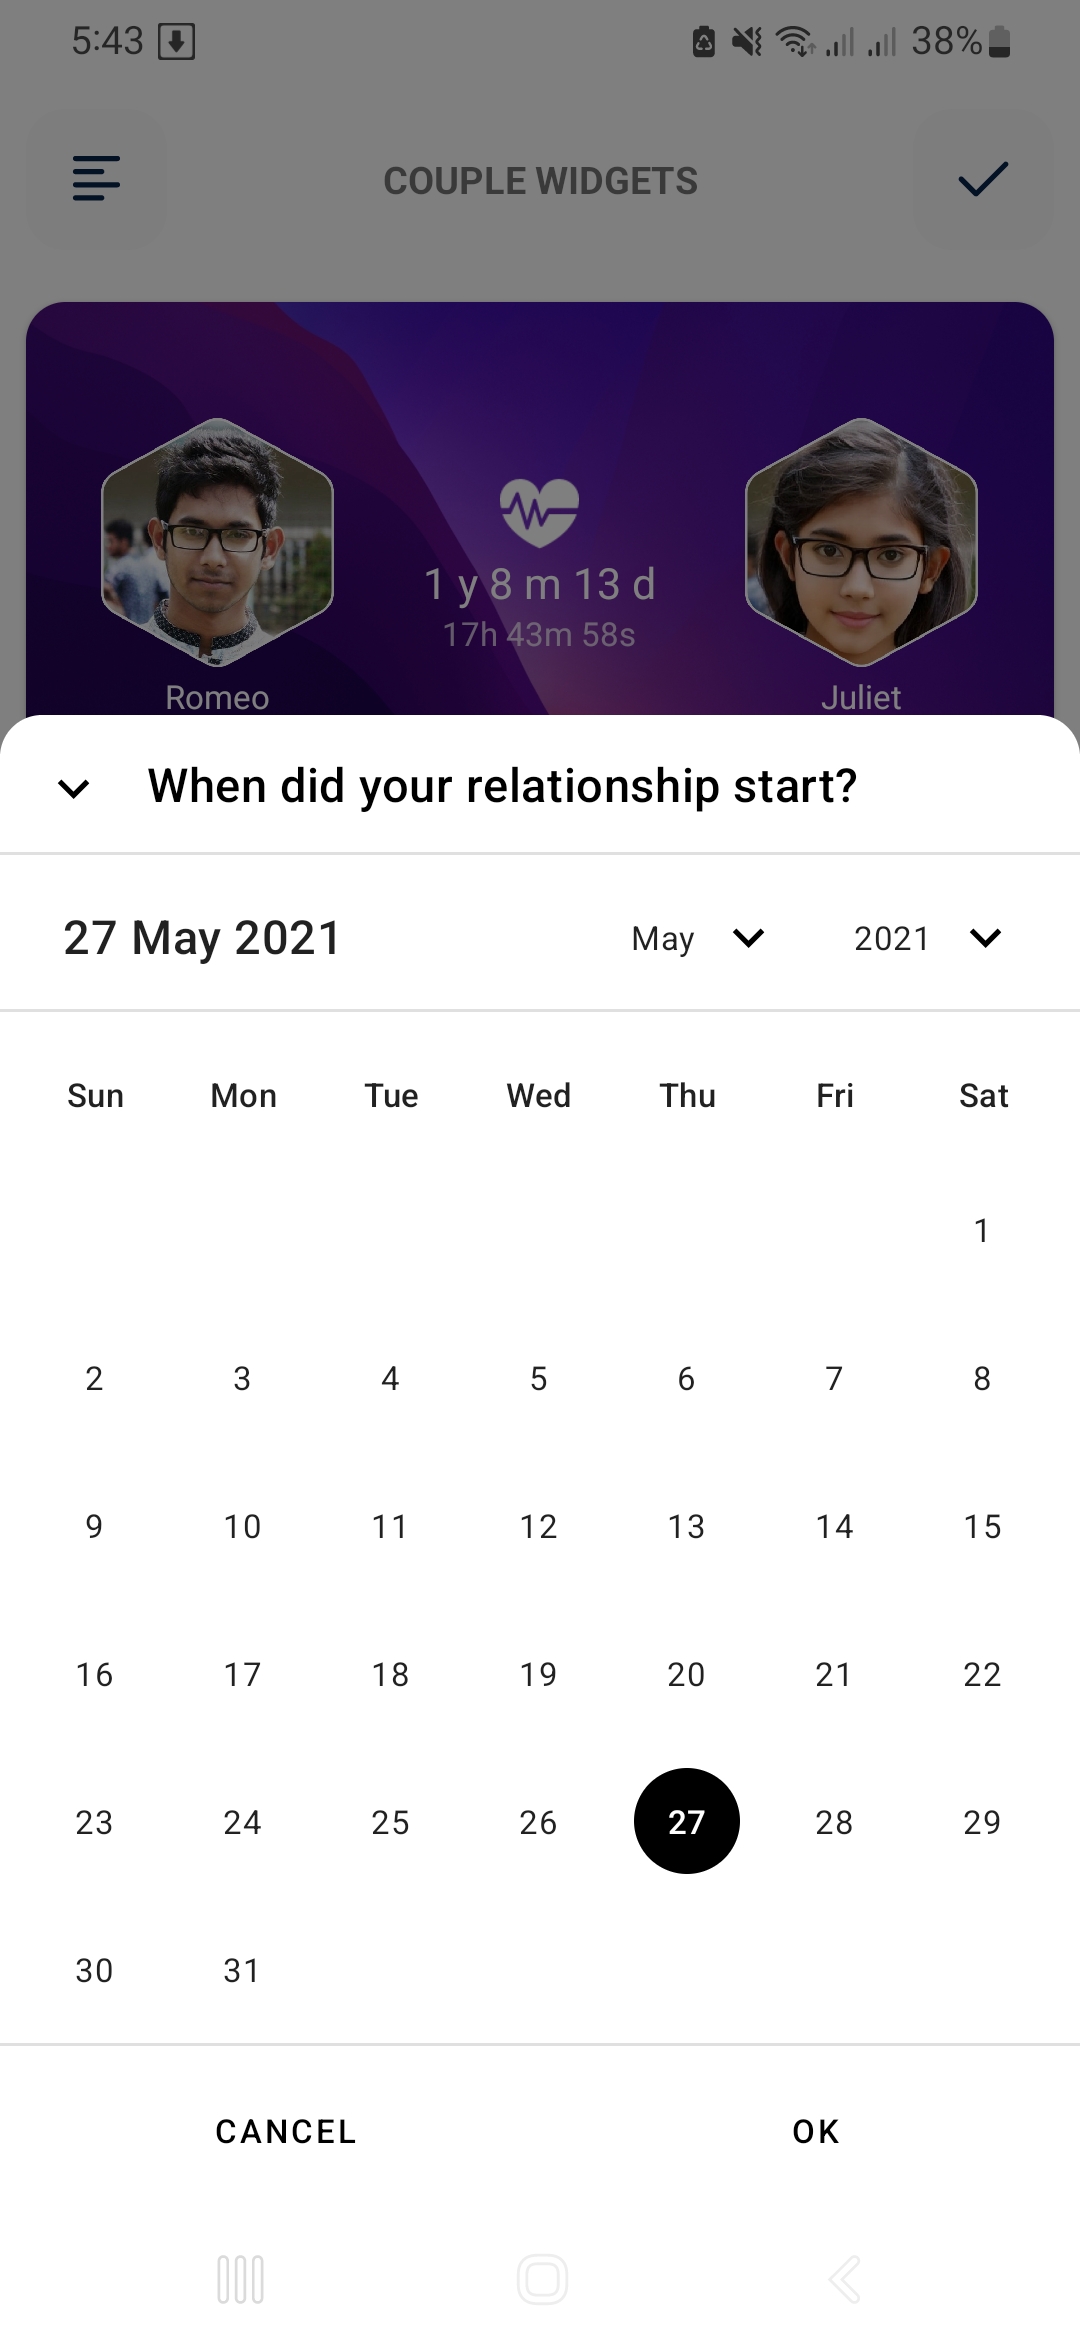 5:43 38%
COUPLE WIDGETS
1 y 8 m 13 d
17h 43m 58s
Romeo Juliet
When did your relationship start?
27 May 2021 May 2021
Sun Mon Tue Wed Thu Fri Sat
1
2 3 4 5 6 7 8
9 10 11 12 13 14 15
16 17 18 19 20 21 22
23 24 25 26 27 28 29
30 31
CANCEL OK